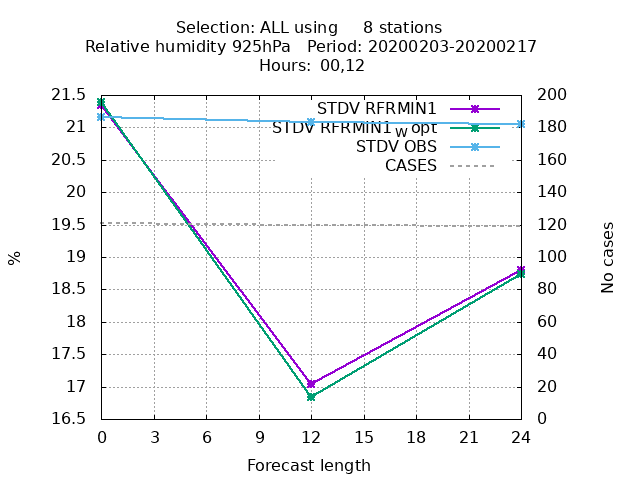 Selection: ALL using     8 stations
Relative humidity 925hPa   Period: 20200203-20200217
Hours:  00,12
STDV RFRMIN1
STDV RFRMIN1wopt
STDV OBS
CASES
21.5
21
20.5
20
19.5
19
18.5
18
17.5
17
16.5
200
180
160
140
120
100
80
60
40
20
0
%
No cases
0 3 6 9 12 15 18 21 24
Forecast length